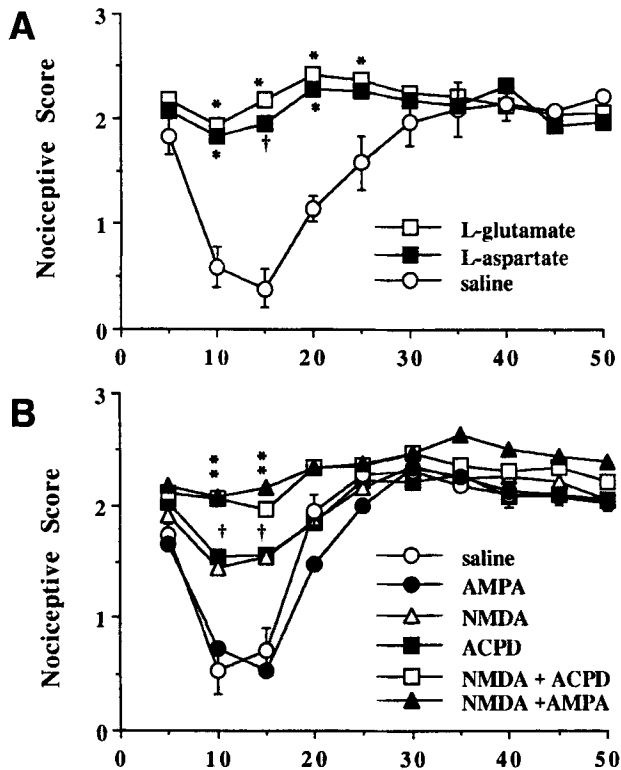 A
3
2
1
0
Nociceptive Score
* * * *
* † *
L-glutamate
L-aspartate
saline
0 10 20 30 40 50
B
3
2
1
0
Nociceptive Score
* *
* *
† †
saline
AMPA
NMDA
ACPD
NMDA + ACPD
NMDA +AMPA
0 10 20 30 40 50